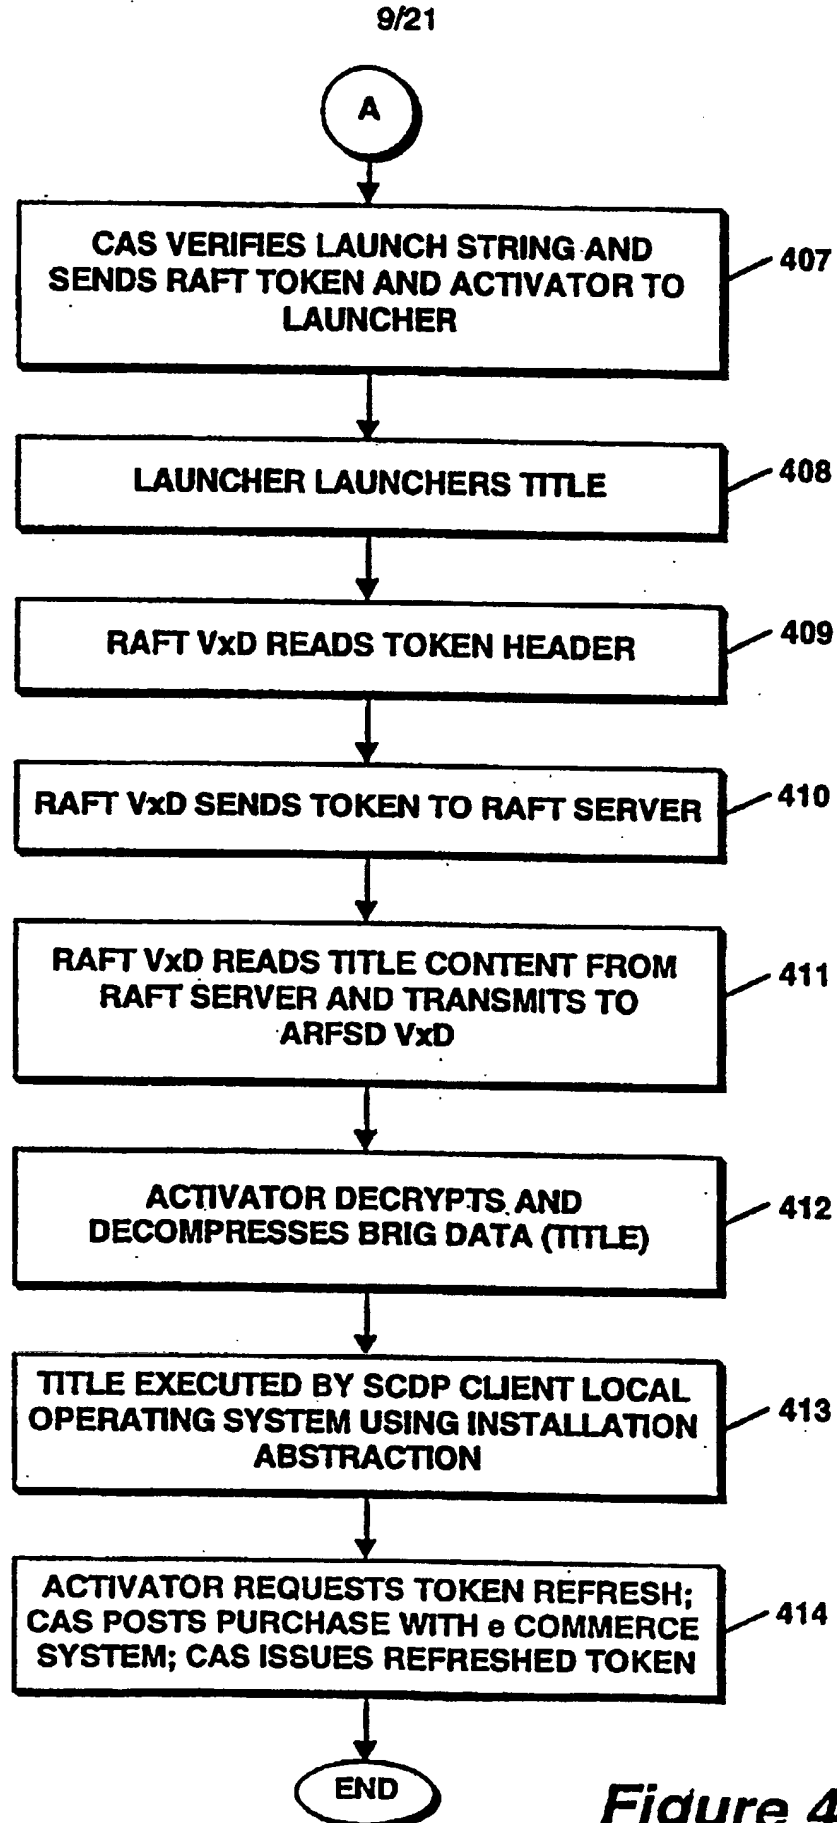 9/21
A
CAS VERIFIES LAUNCH STRING AND
SENDS RAFT TOKEN AND ACTIVATOR TO
LAUNCHER
407
LAUNCHER LAUNCHERS TITLE
408
RAFT VxD READS TOKEN HEADER
409
RAFT VxD SENDS TOKEN TO RAFT SERVER
410
RAFT VxD READS TITLE CONTENT FROM
RAFT SERVER AND TRANSMITS TO
ARFSD VxD
411
ACTIVATOR DECRYPTS AND
DECOMPRESSES BRIG DATA (TITLE)
412
TITLE EXECUTED BY SCDP CLIENT LOCAL
OPERATING SYSTEM USING INSTALLATION
ABSTRACTION
413
ACTIVATOR REQUESTS TOKEN REFRESH;
CAS POSTS PURCHASE WITH e COMMERCE
SYSTEM; CAS ISSUES REFRESHED TOKEN
414
END
Figure 4